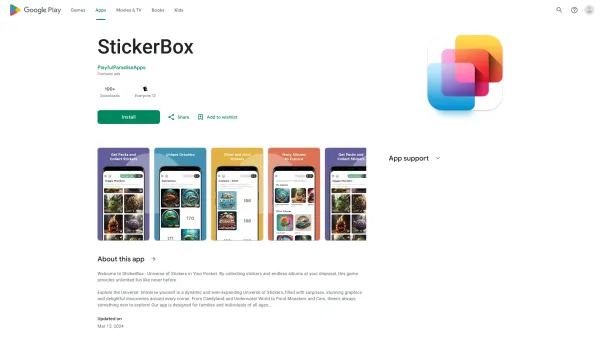 Google Play
Games
Apps
Movies & TV
Books
Kids
StickerBox
PlayfulParadiseApps
Contains ads
100+
Downloads
Everyone
Install
Share
Add to wishlist
Get Packs and
Collect Stickers
Unique Graphics
Many Albums
to Explore
Get Packs and
Collect Stickers
170
171
168
169
App support
About this app
Welcome to StickerBox - Universe of Stickers in Your Pocket. By collecting stickers and endless albums at your disposal, this game
provides unlimited fun like never before
Explore the Universe: Immerse yourself in a dynamic and ever-expanding Universe of Stickers, filled with surprises, stunning graphics
and delightful discoveries around every corner. From Candyland and Underwater World to Food Monsters and Cars, there's always
something new to explore! Our app is designed for families and individuals of all ages...
Updated on
Mar 13, 2024